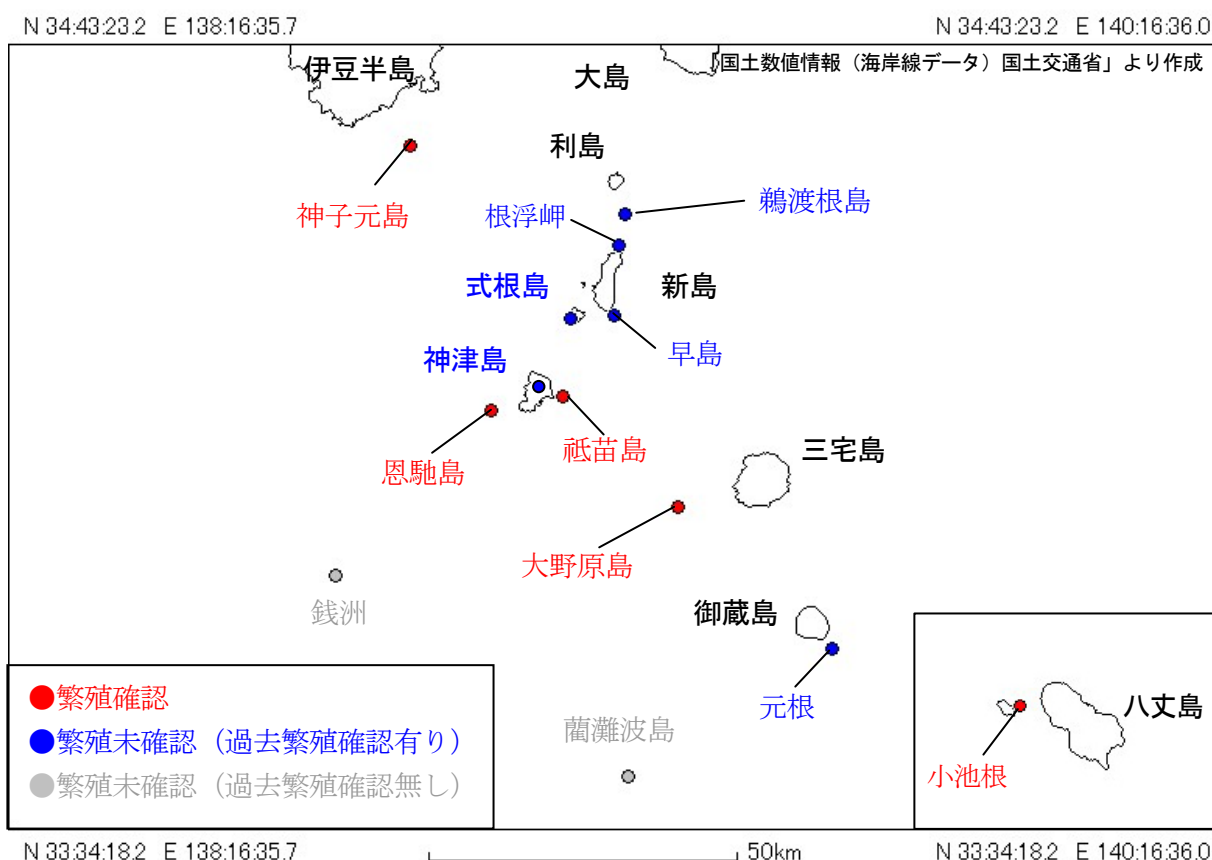 N 34:43:23.2 E 138:16:35.7
N 34:43:23.2 E 140:16:36.0
伊豆半島
大島
国土数値情報（海岸線データ）国土交通省」より作成
利島
神子元島
根浮岬
鵜渡根島
式根島
新島
神津島
早島
恩馳島
祗苗島
三宅島
大野原島
銭洲
御蔵島
元根
藺灘波島
八丈島
小池根
●繁殖確認
●繁殖未確認（過去繁殖確認有り）
●繁殖未確認（過去繁殖確認無し）
N 33:34:18.2 E 138:16:35.7
50km
N 33:34:18.2 E 140:16:36.0